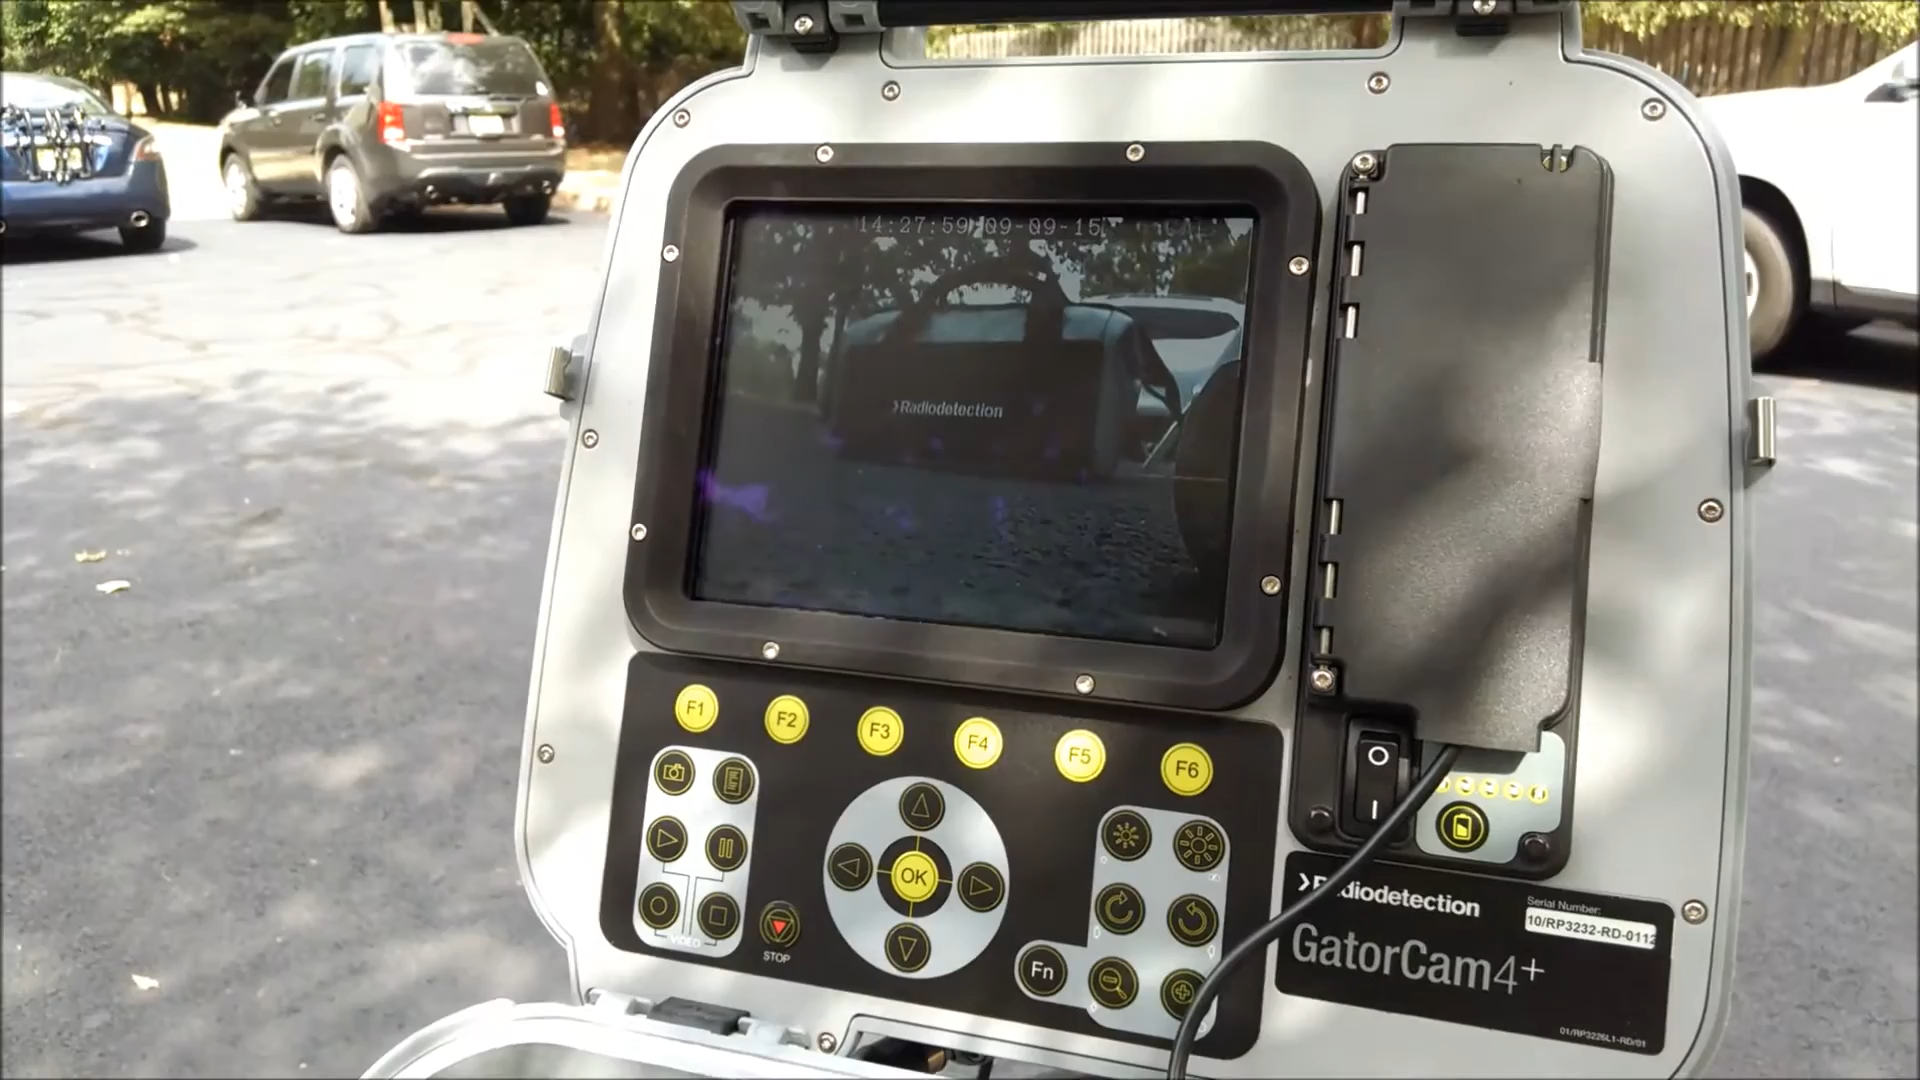 14:27:59 09-09-15
Radiodetection
F1 F2 F3 F4 F5 F6
OK
VIDEO
STOP
Fn
Radiodetection
Serial Number:
10/RP3232-RD-0112
GatorCam4+
01/RP3226L1-RD/01